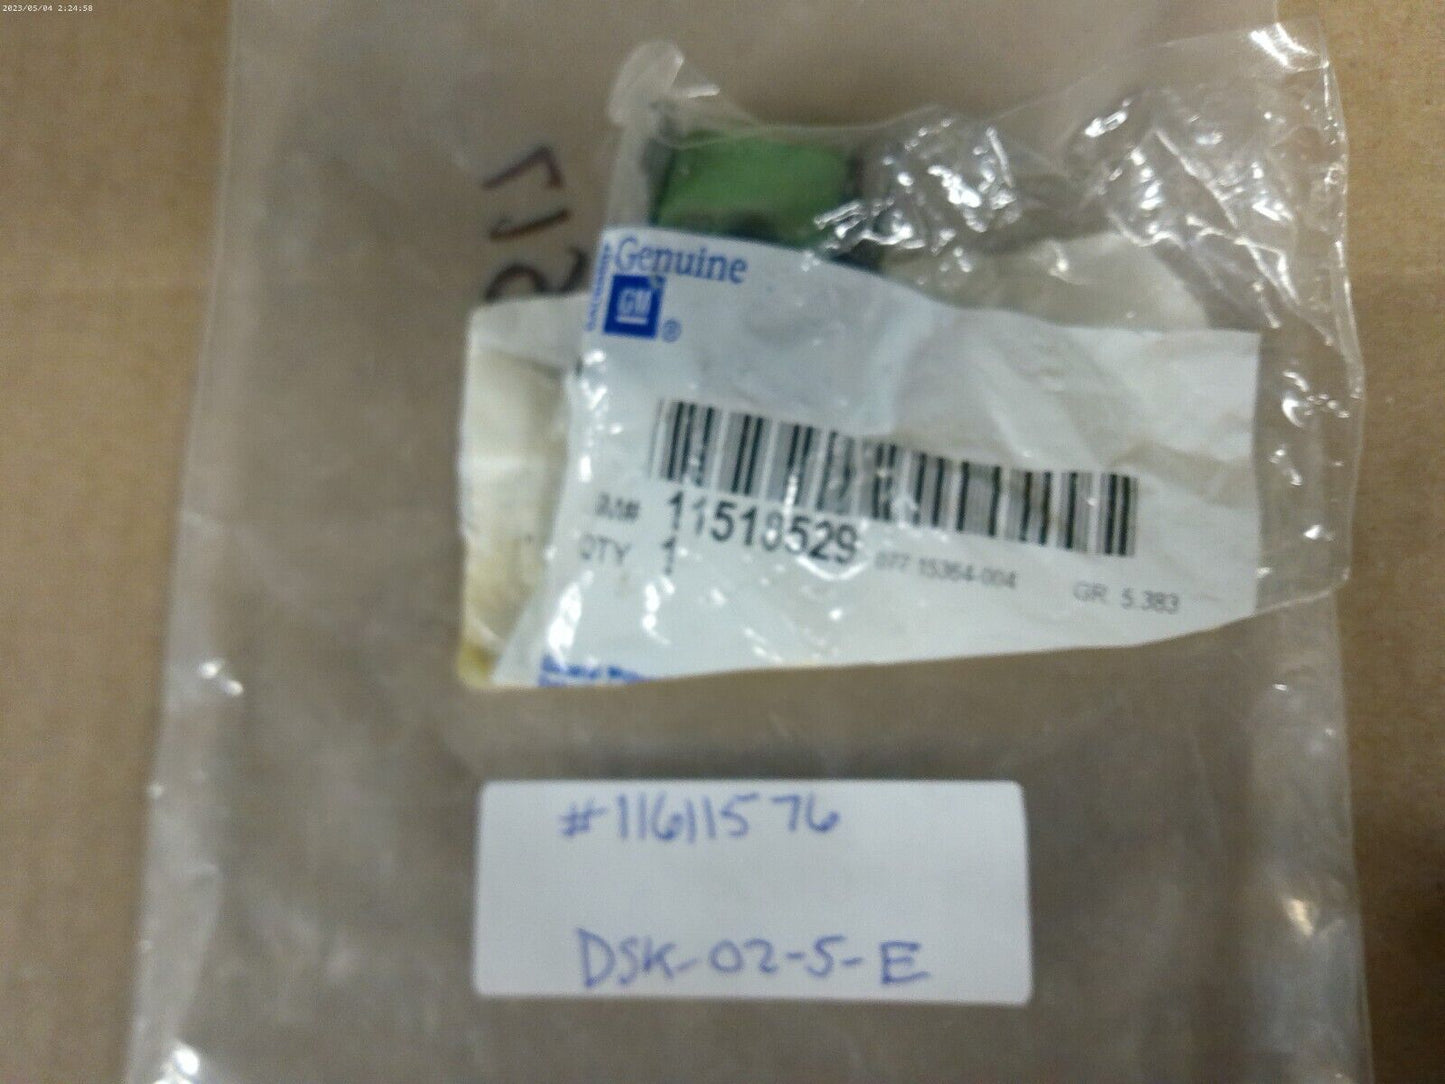 2023/05/04 2:24:58
Genuine
GM
®
11518529
QTY 1
077 15364-004
GR. 5.383
#11611576
DSK-02-5-E